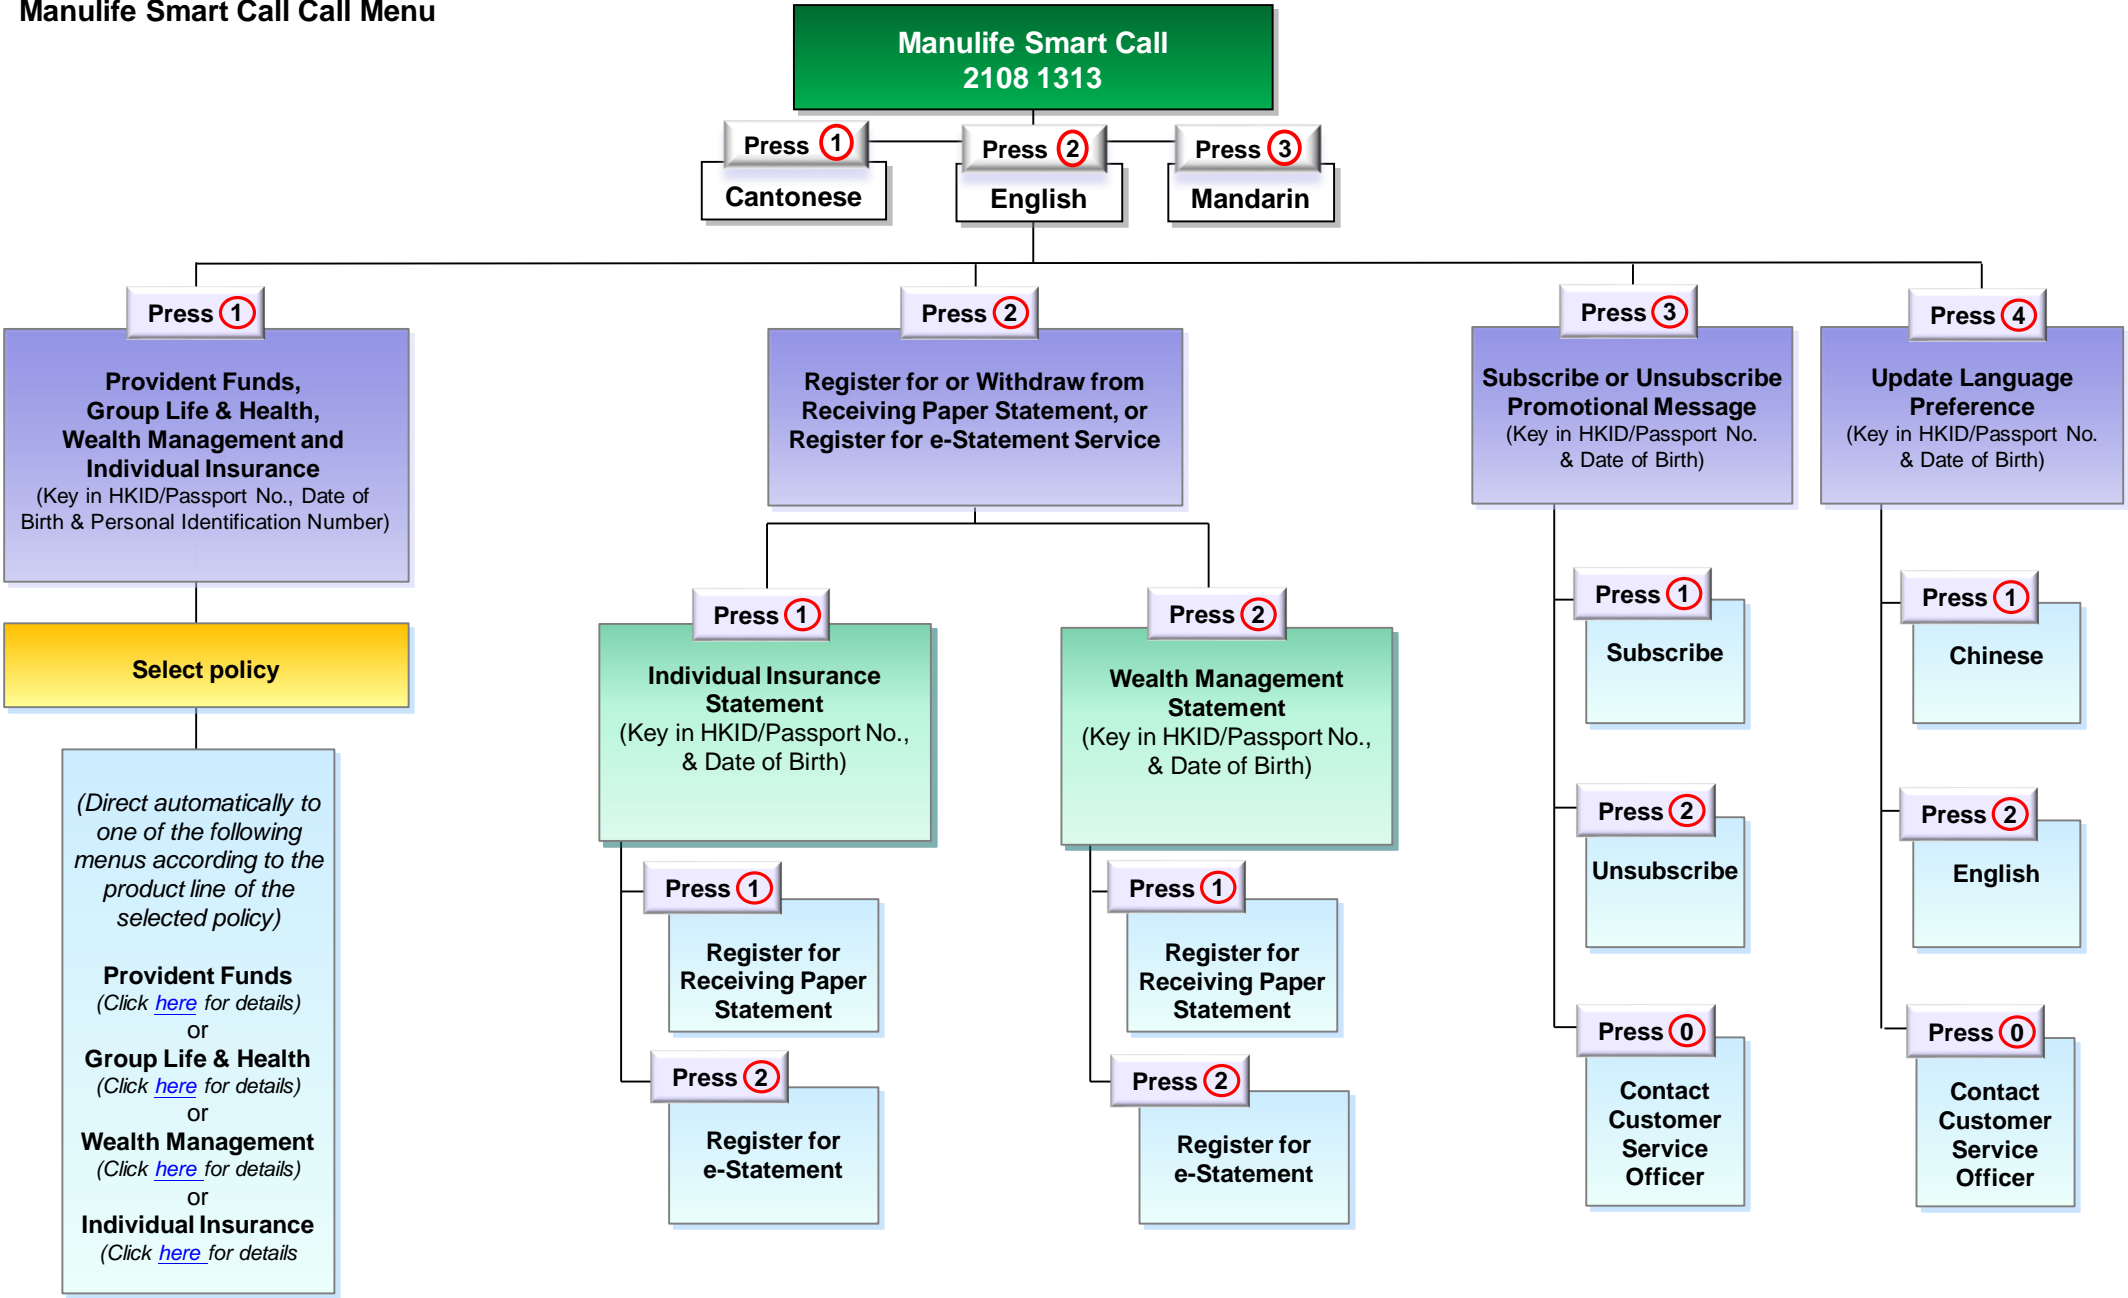 Manulife Smart Call Call Menu
Manulife Smart Call
2108 1313
Press 1
Cantonese
Press 2
English
Press 3
Mandarin
Press 1
Provident Funds,
Group Life & Health,
Wealth Management and
Individual Insurance
(Key in HKID/Passport No., Date of
Birth & Personal Identification Number)
Select policy
(Direct automatically to
one of the following
menus according to the
product line of the
selected policy)
Provident Funds
(Click here for details)
or
Group Life & Health
(Click here for details)
or
Wealth Management
(Click here for details)
or
Individual Insurance
(Click here for details
Press 2
Register for or Withdraw from
Receiving Paper Statement, or
Register for e-Statement Service
Press 1
Individual Insurance
Statement
(Key in HKID/Passport No.,
& Date of Birth)
Press 1
Register for
Receiving Paper
Statement
Press 2
Register for
e-Statement
Press 2
Wealth Management
Statement
(Key in HKID/Passport No.,
& Date of Birth)
Press 1
Register for
Receiving Paper
Statement
Press 2
Register for
e-Statement
Press 3
Subscribe or Unsubscribe
Promotional Message
(Key in HKID/Passport No.
& Date of Birth)
Press 1
Subscribe
Press 2
Unsubscribe
Press 0
Contact
Customer
Service
Officer
Press 4
Update Language
Preference
(Key in HKID/Passport No.
& Date of Birth)
Press 1
Chinese
Press 2
English
Press 0
Contact
Customer
Service
Officer